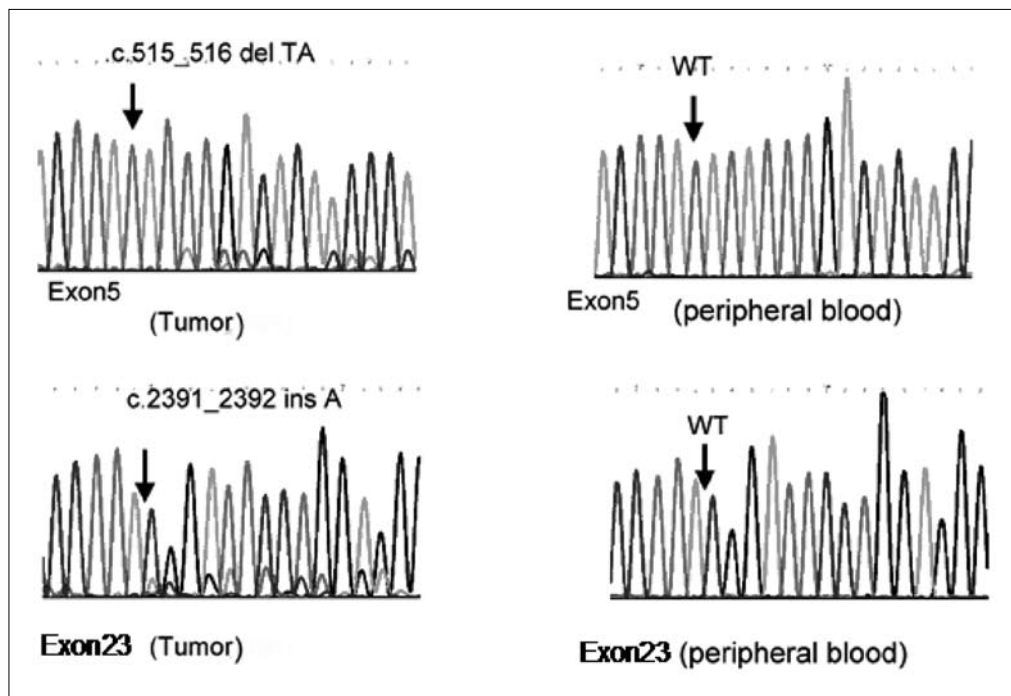 c.515_516 del TA
WT
Exon5
(Tumor)
Exon5
(peripheral blood)
c.2391_2392 ins A
WT
Exon23 (Tumor)
Exon23 (peripheral blood)